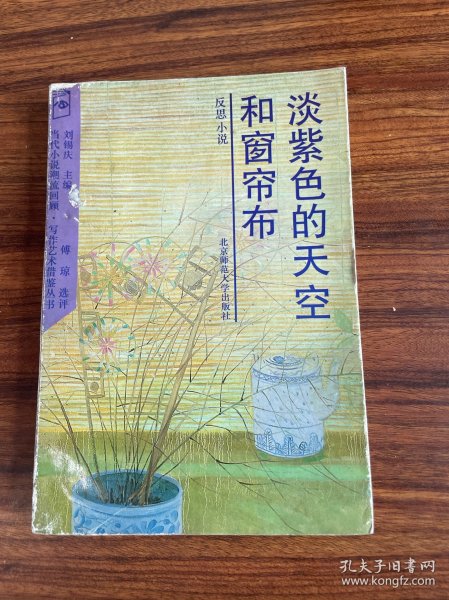 淡紫色的天空
和窗帘布
反思小说
北京师范大学出版社
刘锡庆 主编 傅琼 选评
当代小说潮流回顾·写作艺术借鉴丛书
孔夫子旧书网
www.kongfz.com